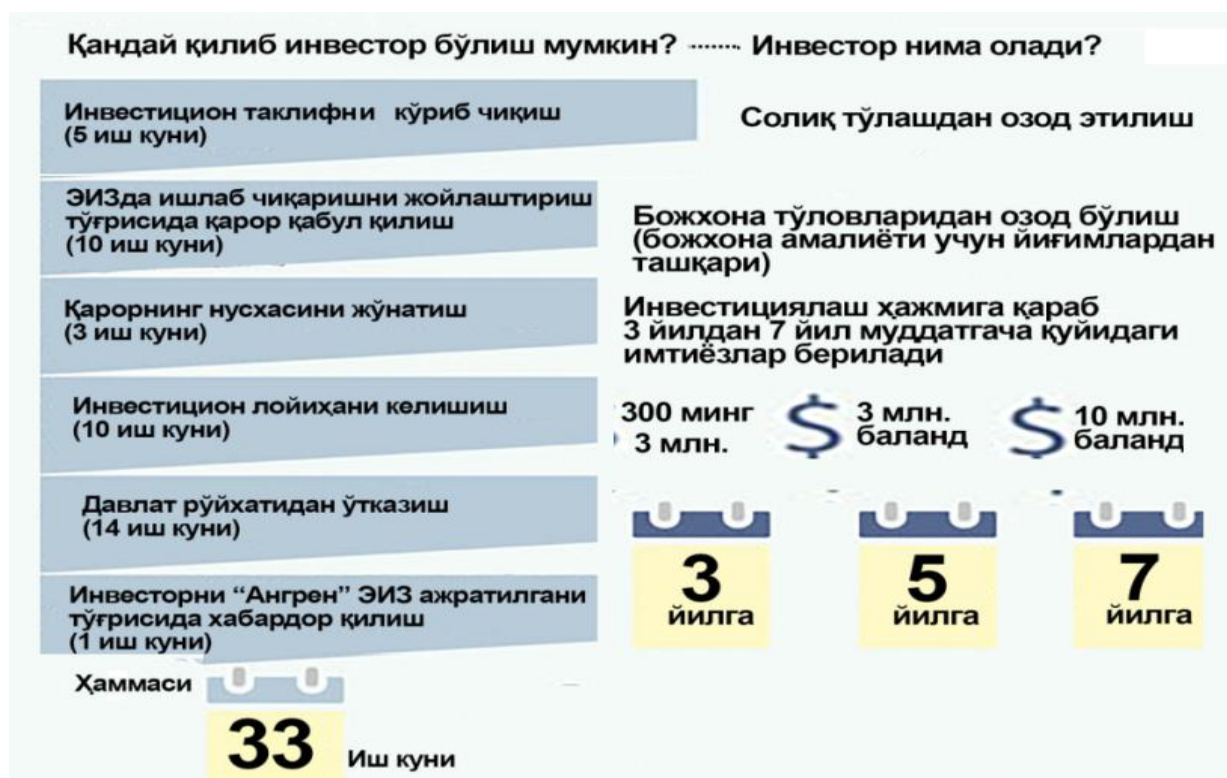 Қандай қилиб инвестор бўлиш мумкин? ······· Инвестор нима олади?
Инвестицион таклифни кўриб чиқиш
(5 иш куни)
ЭИЗда ишлаб чиқаришни жойлаштириш
тўғрисида қарор қабул қилиш
(10 иш куни)
Қарорнинг нусхасини жўнатиш
(3 иш куни)
Инвестицион лойиҳани келишиш
(10 иш куни)
Давлат рўйхатидан ўтказиш
(14 иш куни)
Инвесторни “Ангрен” ЭИЗ ажратилгани
тўғрисида хабардор қилиш
(1 иш куни)
Ҳаммаси
33 Иш куни
Солиқ тўлашдан озод этилиш
Божхона тўловларидан озод бўлиш
(божхона амалиёти учун йиғимлардан
ташқари)
Инвестициялаш ҳажмига қараб
3 йилдан 7 йил муддатгача қуйидаги
имтиёзлар берилади
300 минг
3 млн.
$ 3 млн.
баланд
$ 10 млн.
баланд
3
йилга
5
йилга
7
йилга